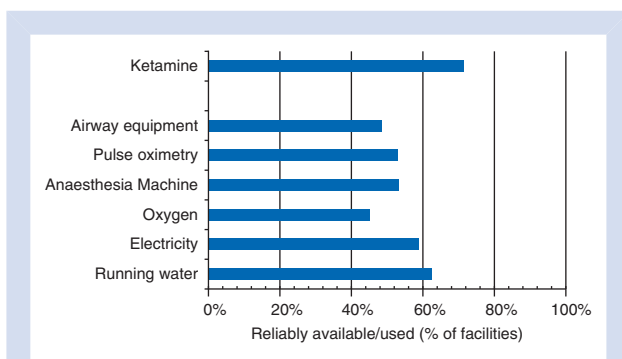 Ketamine
Airway equipment
Pulse oximetry
Anaesthesia Machine
Oxygen
Electricity
Running water
0% 20% 40% 60% 80% 100%
Reliably available/used (% of facilities)